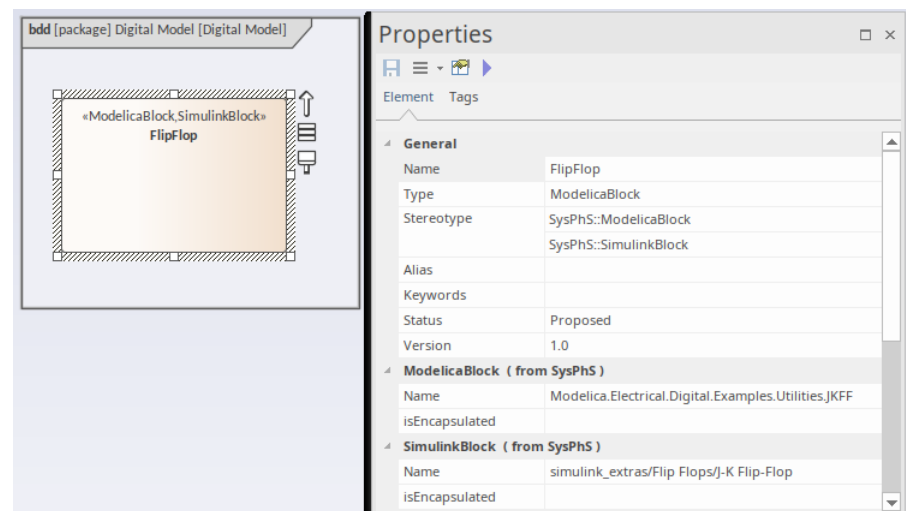 bdd [package] Digital Model [Digital Model]
«ModelicaBlock,SimulinkBlock»
FlipFlop
Properties
Element Tags
General
Name FlipFlop
Type ModelicaBlock
Stereotype SysPhS::ModelicaBlock
SysPhS::SimulinkBlock
Alias
Keywords
Status Proposed
Version 1.0
ModelicaBlock ( from SysPhS )
Name Modelica.Electrical.Digital.Examples.Utilities.JKFF
isEncapsulated
SimulinkBlock ( from SysPhS )
Name simulink_extras/Flip Flops/J-K Flip-Flop
isEncapsulated